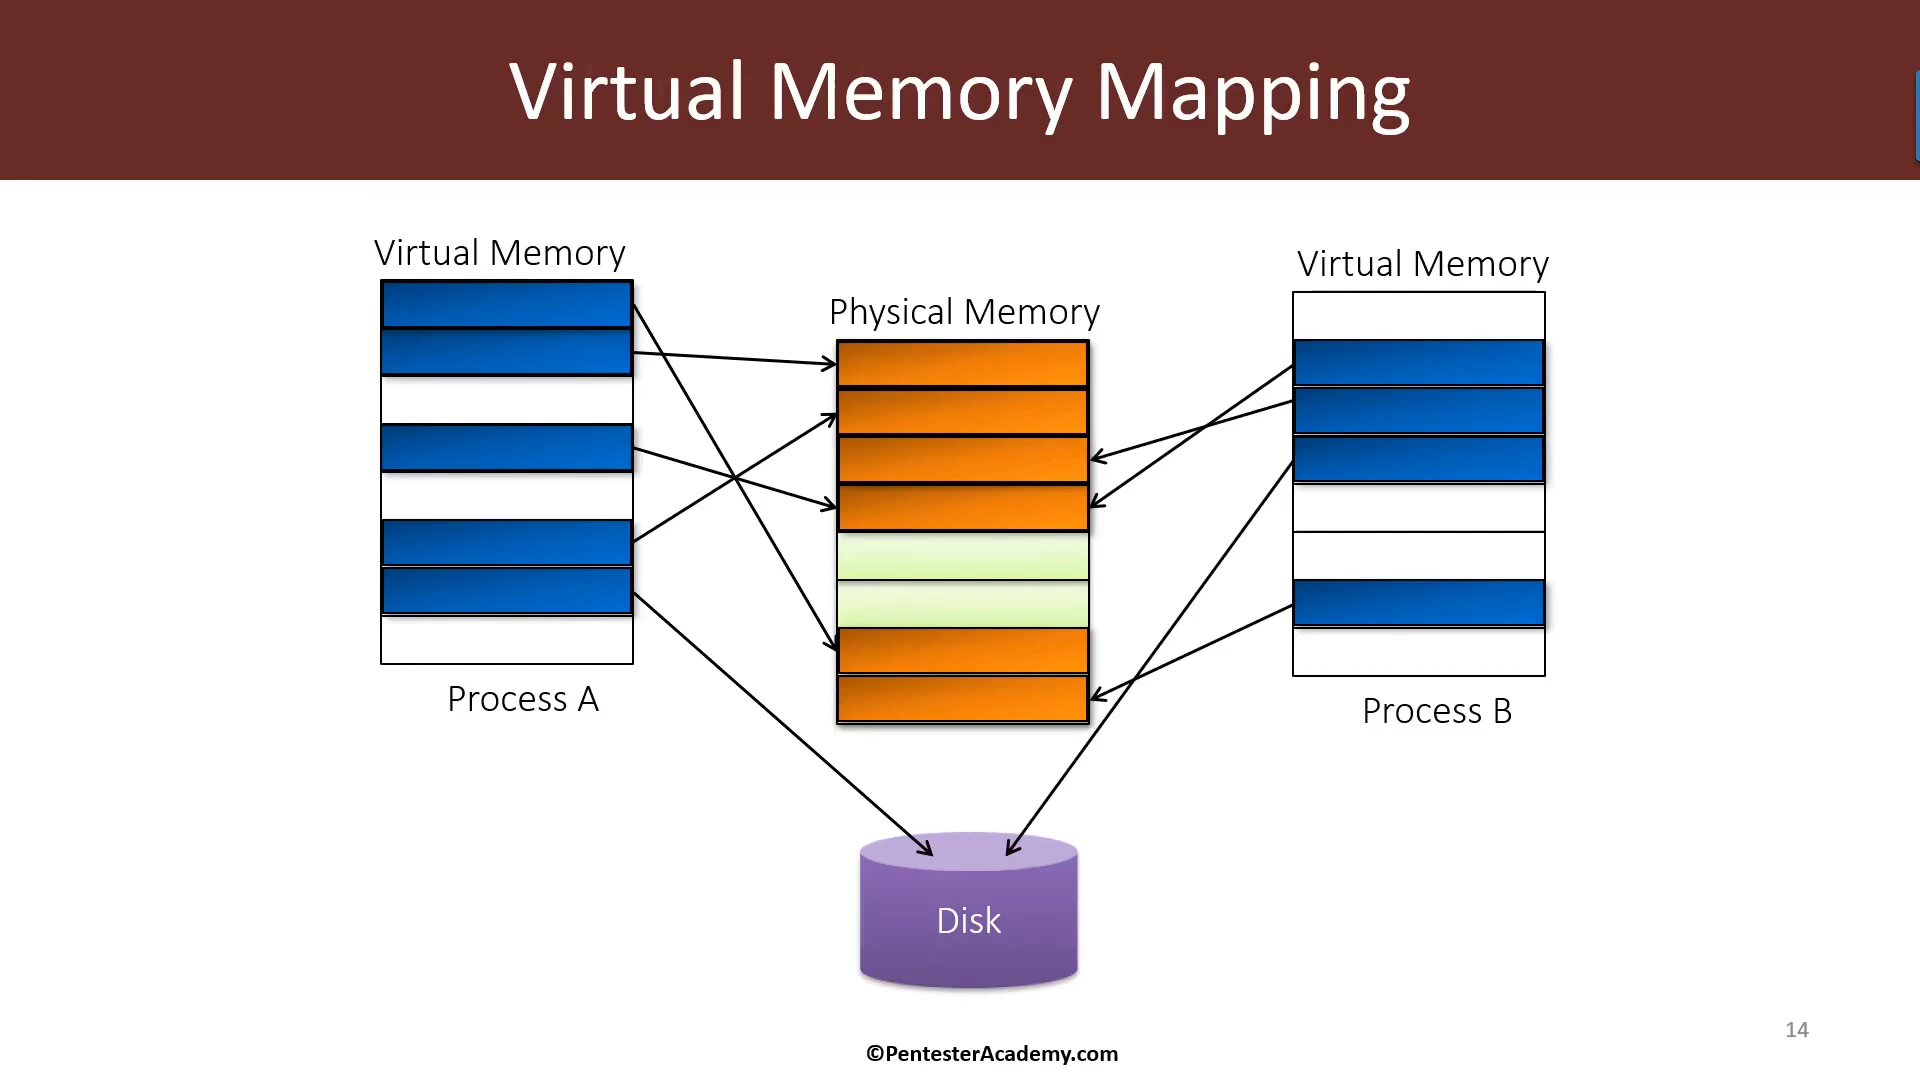 Virtual Memory Mapping
Virtual Memory
Virtual Memory
Physical Memory
Process A
Process B
Disk
14
©PentesterAcademy.com